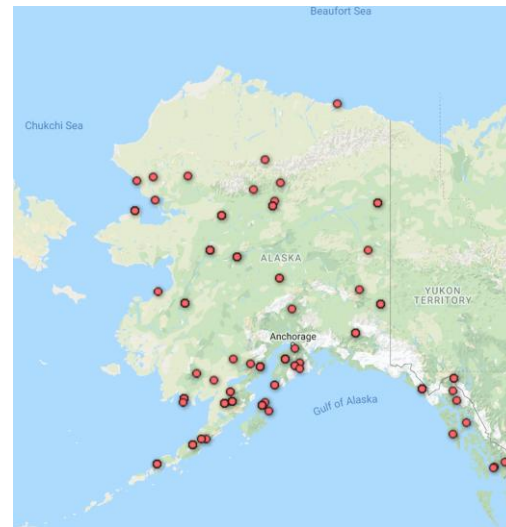 Beaufort Sea
Chukchi Sea
ALASKA
YUKON
TERRITORY
Anchorage
Gulf of Alaska